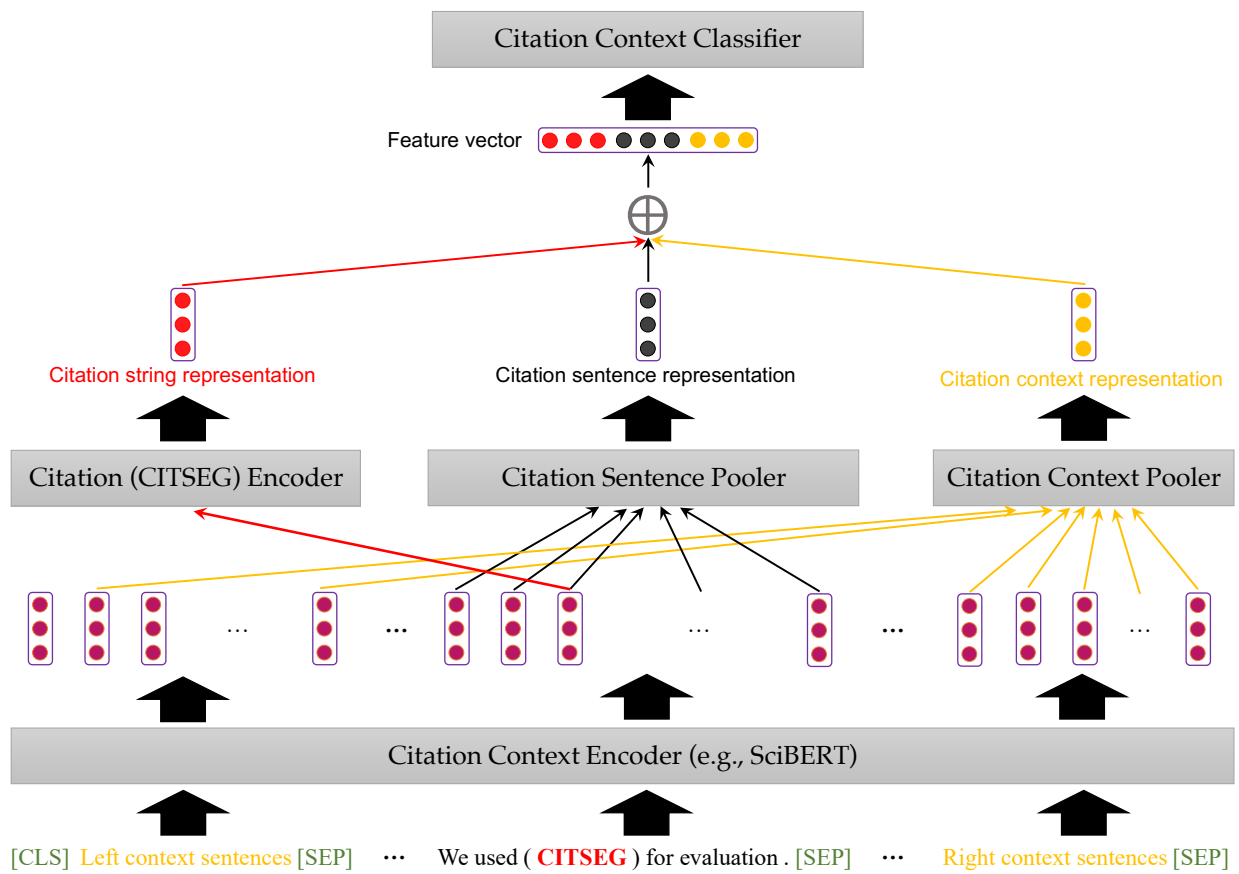 Citation Context Classifier
Feature vector
Citation string representation
Citation sentence representation
Citation context representation
Citation (CITSEG) Encoder
Citation Sentence Pooler
Citation Context Pooler
... ... ... ... ...
Citation Context Encoder (e.g., SciBERT)
[CLS] Left context sentences [SEP] ... We used ( CITSEG ) for evaluation . [SEP] ... Right context sentences [SEP]